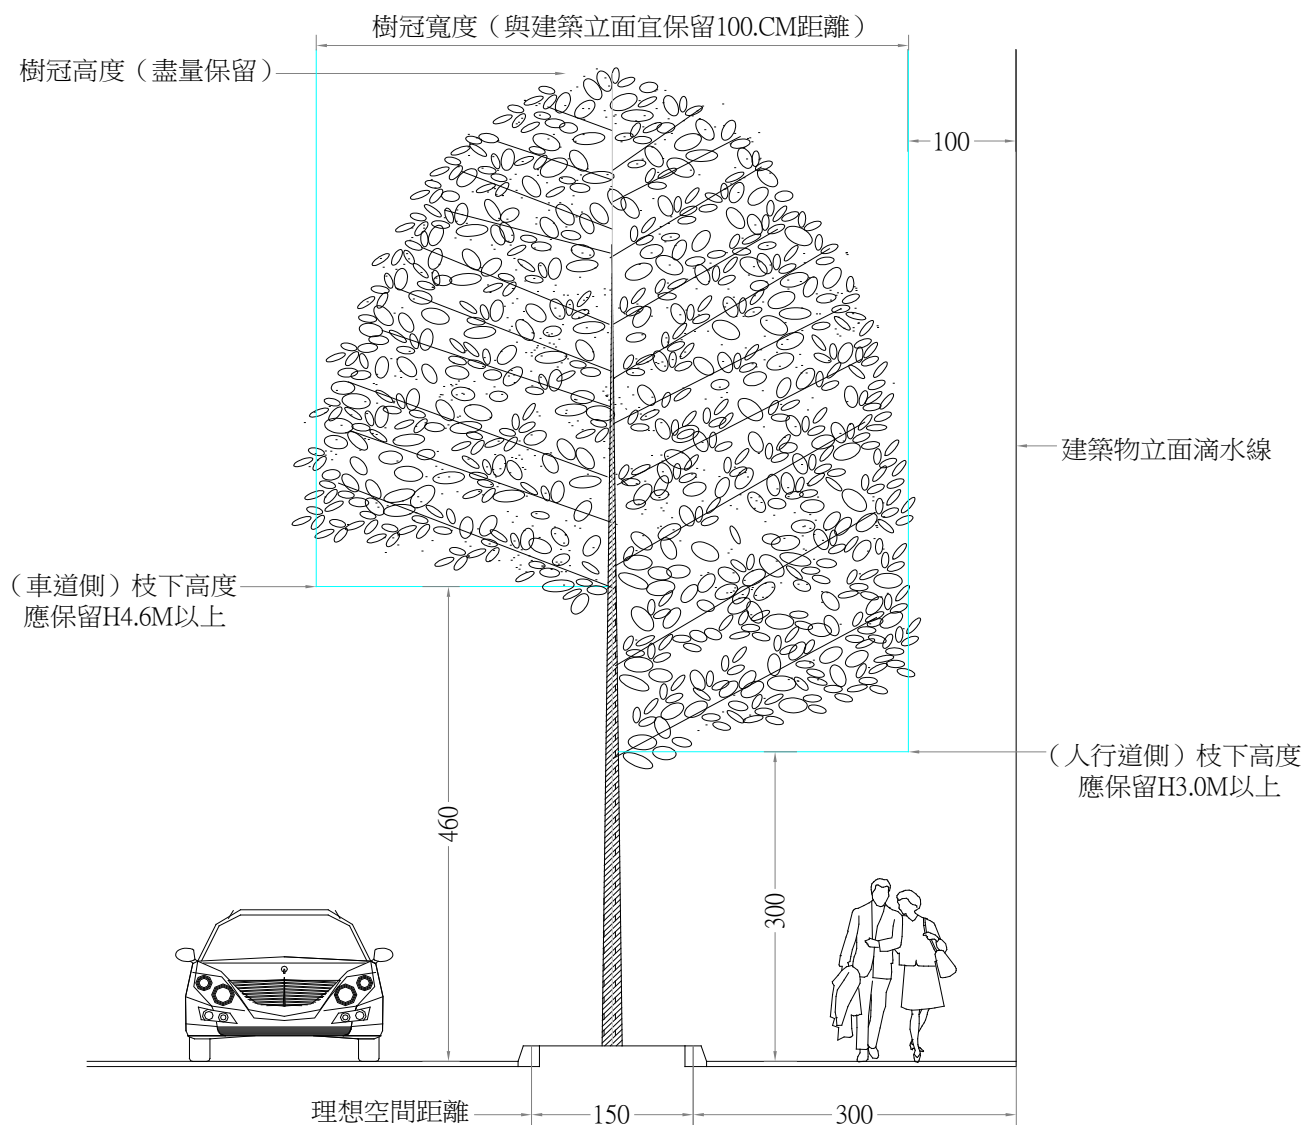 樹冠寬度（與建築立面宜保留100.CM距離）
樹冠高度（盡量保留）
100
建築物立面滴水線
（車道側）枝下高度
應保留H4.6M以上
（人行道側）枝下高度
應保留H3.0M以上
460
300
理想空間距離
150
300